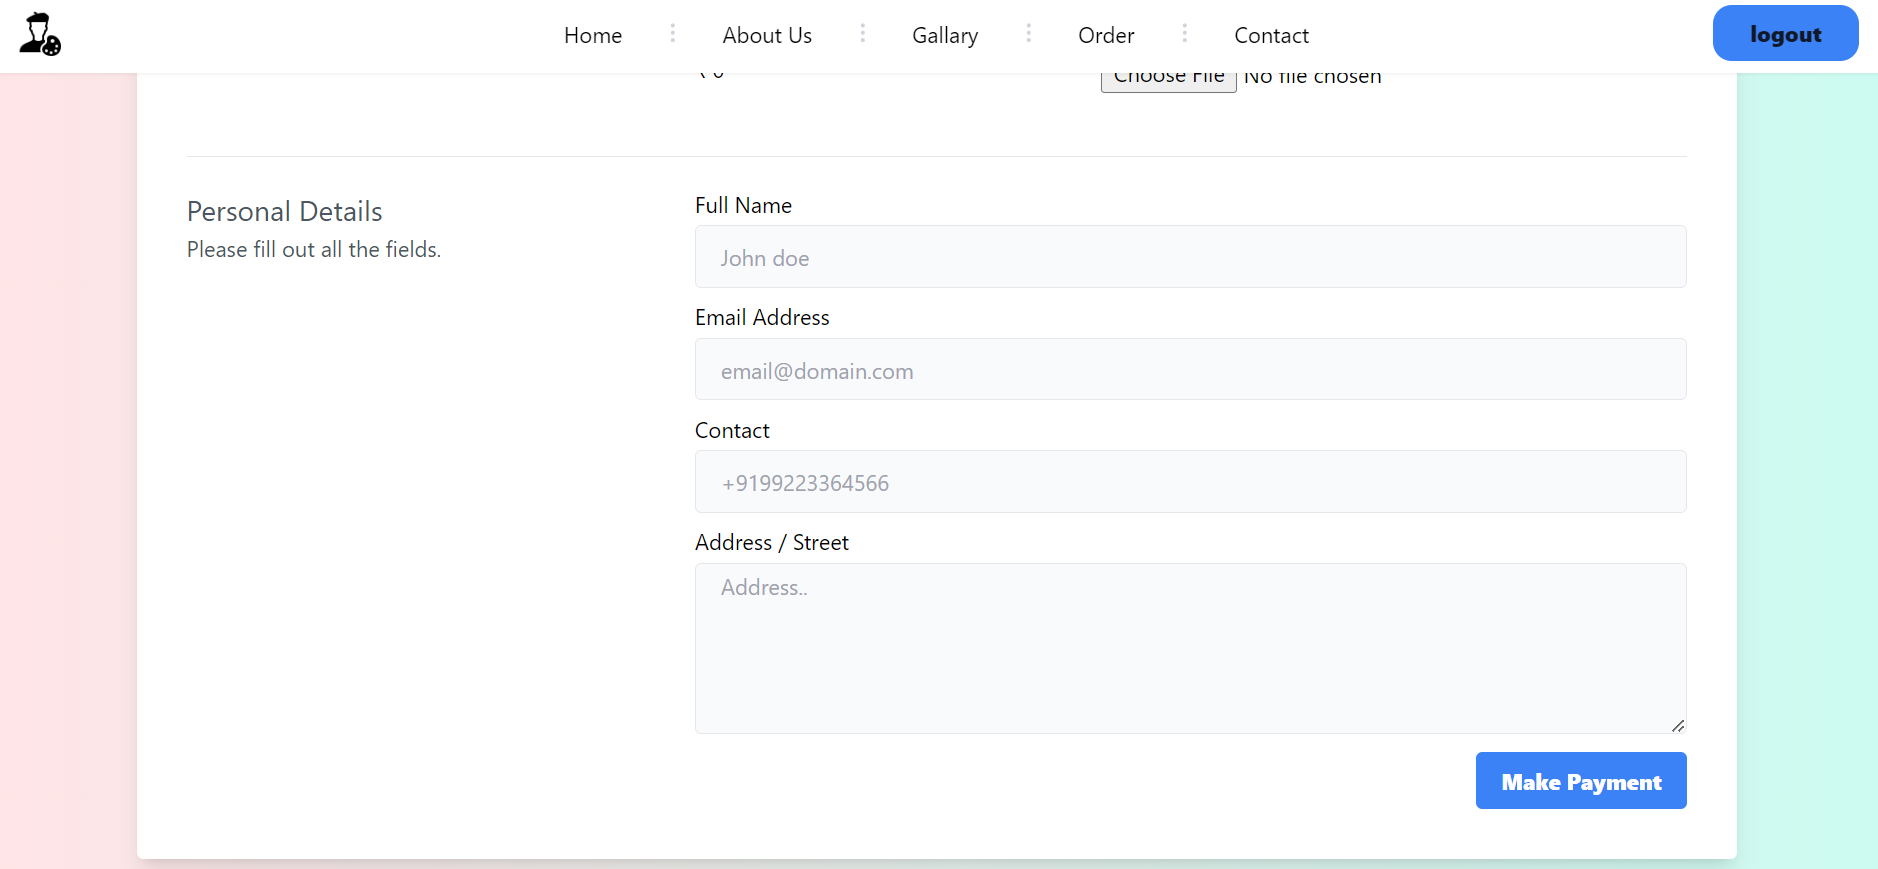 Home
About Us
Gallary
Order
Contact
logout
Choose File No file chosen
Personal Details
Please fill out all the fields.
Full Name
John doe
Email Address
email@domain.com
Contact
+9199223364566
Address / Street
Address..
Make Payment